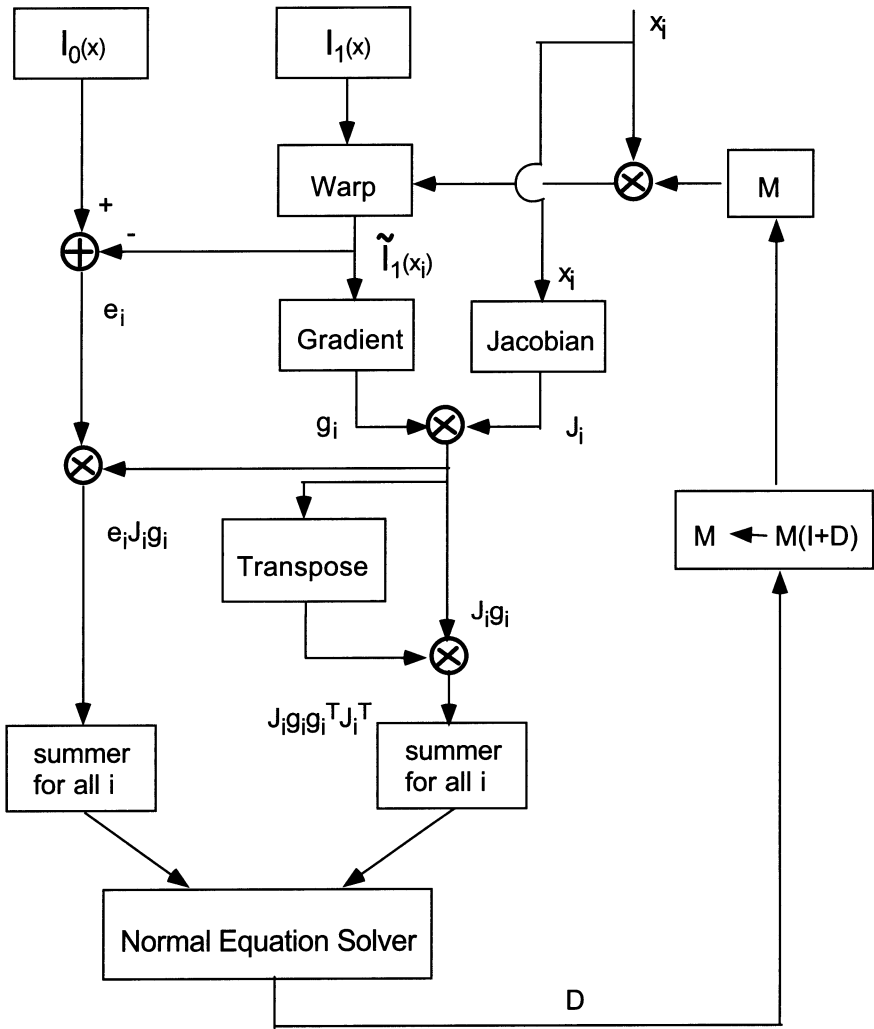 I₀(x)
I₁(x)
xᵢ
Warp
M
+
-
Ĩ₁(xᵢ)
xᵢ
eᵢ
Gradient
Jacobian
gᵢ
Jᵢ
eᵢJᵢgᵢ
M ← M(I+D)
Transpose
Jᵢgᵢ
JᵢgᵢgᵢᵀJᵢᵀ
summer
for all i
summer
for all i
Normal Equation Solver
D